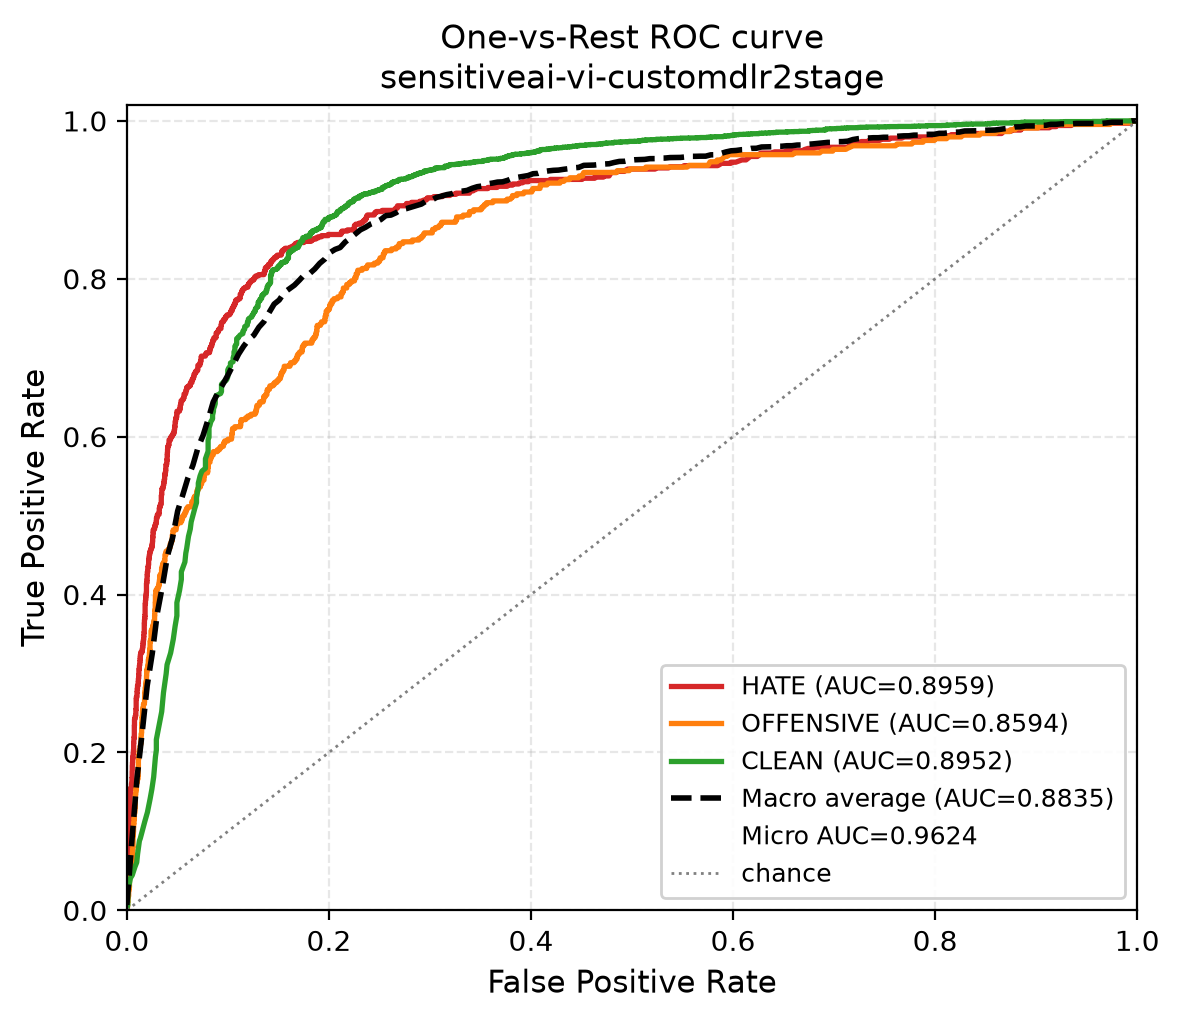 One-vs-Rest ROC curve
sensitiveai-vi-customdlr2stage
1.0
0.8
0.6
0.4
0.2
0.0
True Positive Rate
0.0 0.2 0.4 0.6 0.8 1.0
False Positive Rate
HATE (AUC=0.8959)
OFFENSIVE (AUC=0.8594)
CLEAN (AUC=0.8952)
Macro average (AUC=0.8835)
Micro AUC=0.9624
chance